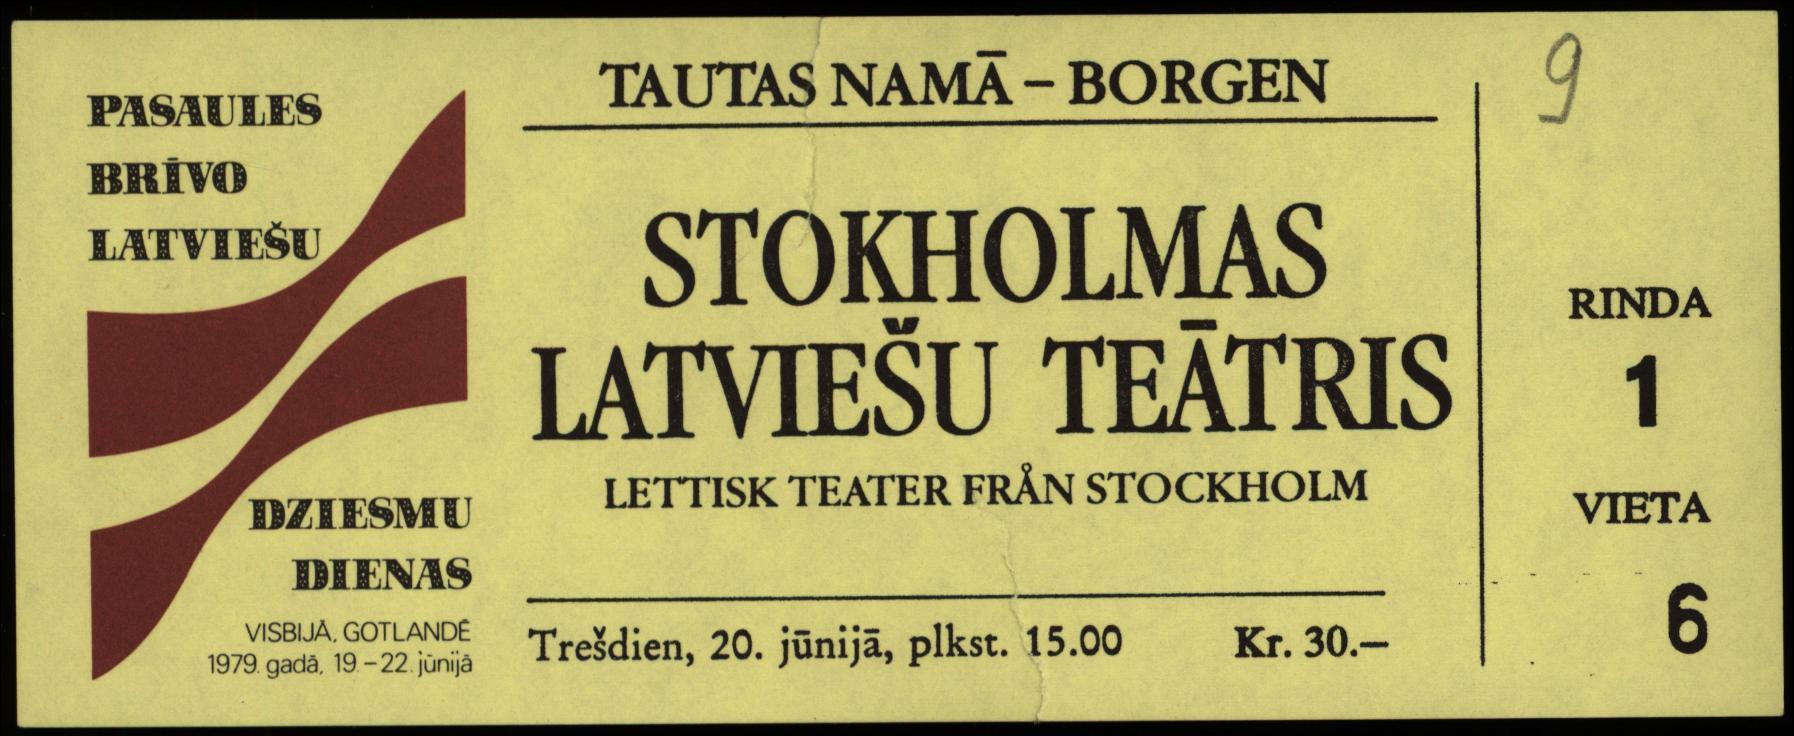 PASAULES
BRĪVO
LATVIEŠU
DZIESMU
DIENAS
VISBIJĀ, GOTLANDĒ
1979. gadā, 19.–22. jūnijā
TAUTAS NAMĀ – BORGEN
STOKHOLMAS
LATVIEŠU TEĀTRIS
LETTISK TEATER FRÅN STOCKHOLM
Trešdien, 20. jūnijā, plkst. 15.00 Kr. 30.–
9
RINDA
1
VIETA
6